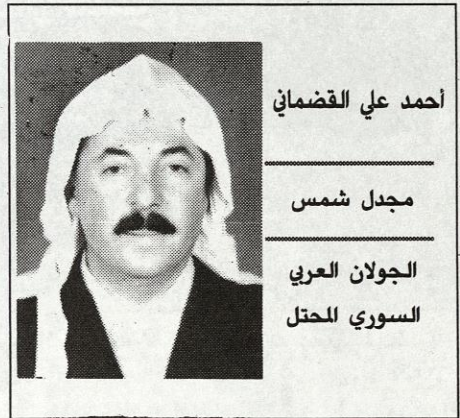 أحمد علي القضماني
مجدل شمس
الجولان العربي
السوري المحتل